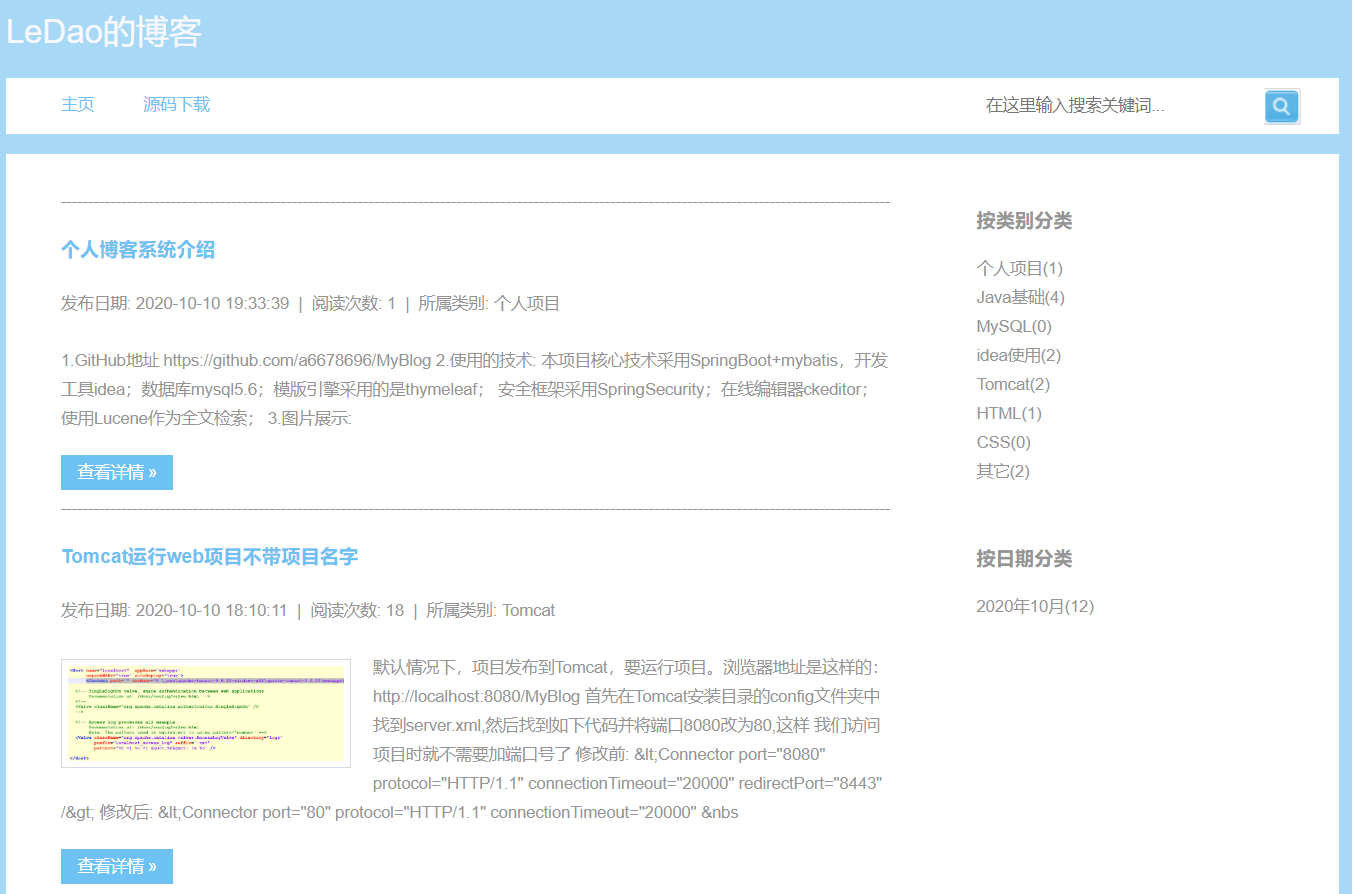 LeDao的博客
主页 源码下载 在这里输入搜索关键词...
个人博客系统介绍
发布日期: 2020-10-10 19:33:39 | 阅读次数: 1 | 所属类别: 个人项目
1.GitHub地址 https://github.com/a6678696/MyBlog 2.使用的技术: 本项目核心技术采用SpringBoot+mybatis，开发
工具idea；数据库mysql5.6；模版引擎采用的是thymeleaf； 安全框架采用SpringSecurity；在线编辑器ckeditor；
使用Lucene作为全文检索； 3.图片展示:
查看详情 »
Tomcat运行web项目不带项目名字
发布日期: 2020-10-10 18:10:11 | 阅读次数: 18 | 所属类别: Tomcat
默认情况下，项目发布到Tomcat，要运行项目。浏览器地址是这样的：
http://localhost:8080/MyBlog 首先在Tomcat安装目录的config文件夹中
找到server.xml,然后找到如下代码并将端口8080改为80,这样 我们访问
项目时就不需要加端口号了 修改前: &lt;Connector port="8080"
protocol="HTTP/1.1" connectionTimeout="20000" redirectPort="8443"
/&gt; 修改后: &lt;Connector port="80" protocol="HTTP/1.1" connectionTimeout="20000" &nbs
查看详情 »
按类别分类
个人项目(1)
Java基础(4)
MySQL(0)
idea使用(2)
Tomcat(2)
HTML(1)
CSS(0)
其它(2)
按日期分类
2020年10月(12)